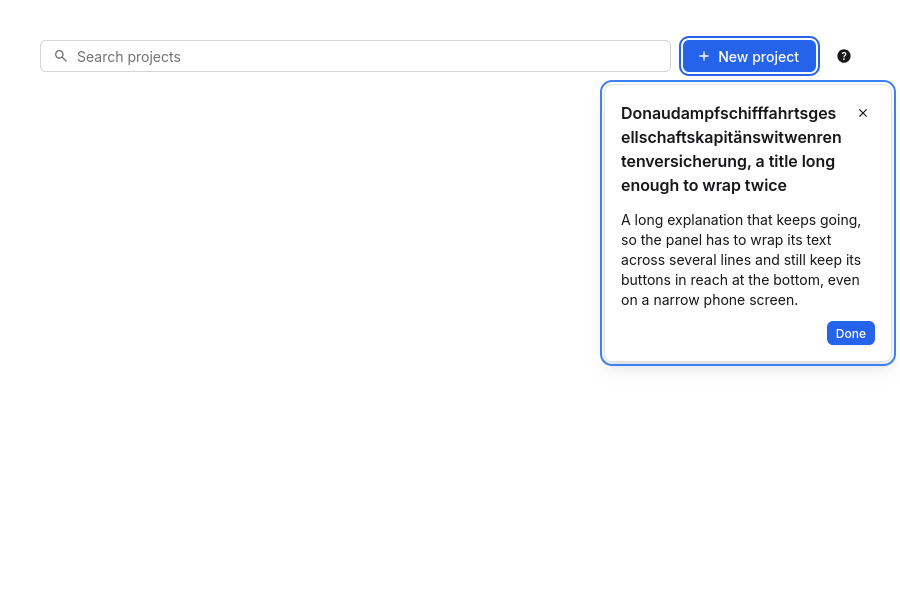 Search projects
New project
Donaudampfschifffahrtsges
ellschaftskapitänswitwenren
tenversicherung, a title long
enough to wrap twice
A long explanation that keeps going,
so the panel has to wrap its text
across several lines and still keep its
buttons in reach at the bottom, even
on a narrow phone screen.
Done